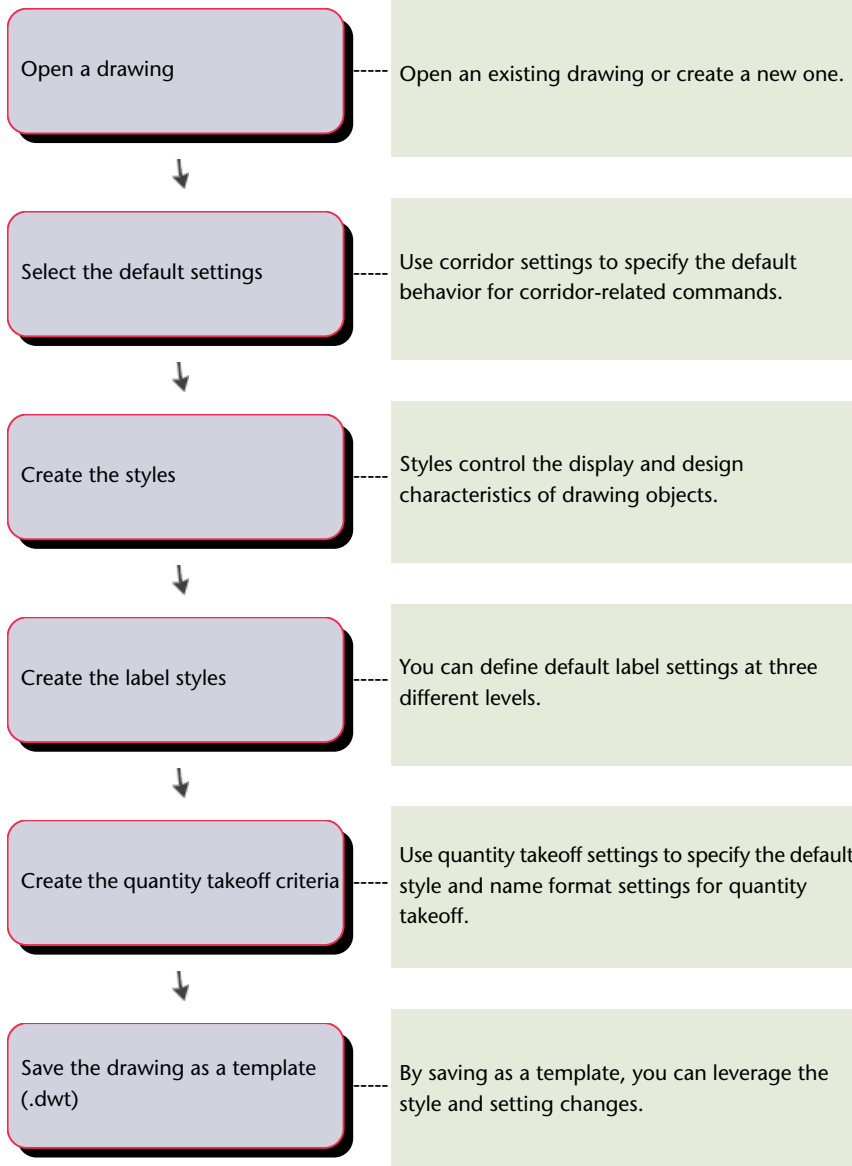 Open a drawing
Open an existing drawing or create a new one.
Select the default settings
Use corridor settings to specify the default
behavior for corridor-related commands.
Create the styles
Styles control the display and design
characteristics of drawing objects.
Create the label styles
You can define default label settings at three
different levels.
Create the quantity takeoff criteria
Use quantity takeoff settings to specify the default
style and name format settings for quantity
takeoff.
Save the drawing as a template
(.dwt)
By saving as a template, you can leverage the
style and setting changes.